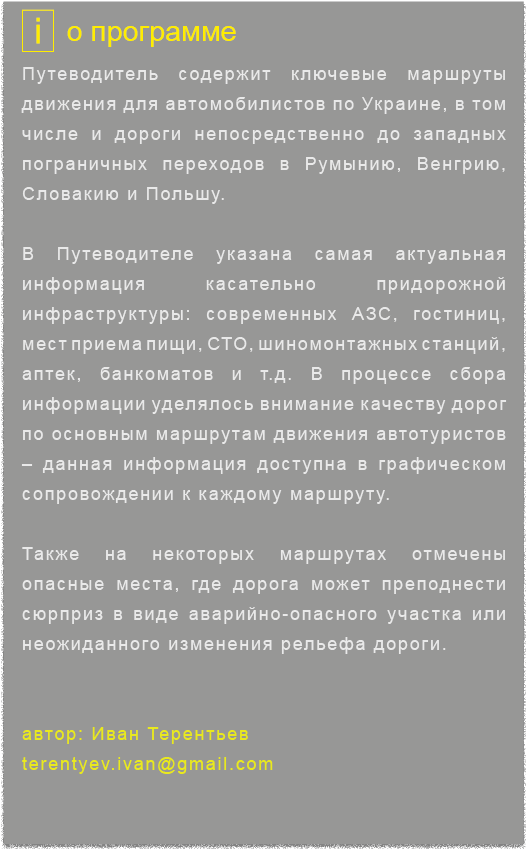 i о программе
Путеводитель содержит ключевые маршруты
движения для автомобилистов по Украине, в том
числе и дороги непосредственно до западных
пограничных переходов в Румынию, Венгрию,
Словакию и Польшу.
В Путеводителе указана самая актуальная
информация касательно придорожной
инфраструктуры: современных АЗС, гостиниц,
мест приема пищи, СТО, шиномонтажных станций,
аптек, банкоматов и т.д. В процессе сбора
информации уделялось внимание качеству дорог
по основным маршрутам движения автотуристов
– данная информация доступна в графическом
сопровождении к каждому маршруту.
Также на некоторых маршрутах отмечены
опасные места, где дорога может преподнести
сюрприз в виде аварийно-опасного участка или
неожиданного изменения рельефа дороги.
автор: Иван Терентьев
terentyev.ivan@gmail.com